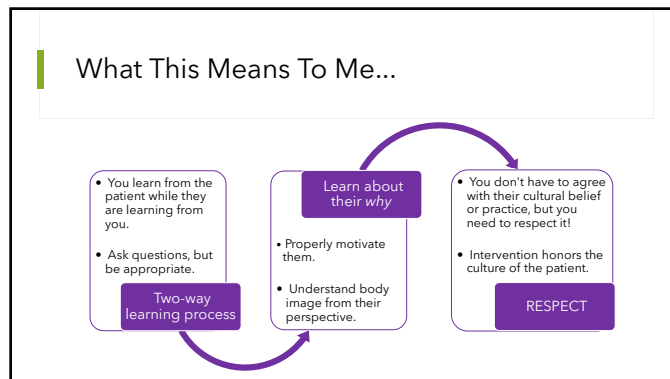 What This Means To Me...
• You learn from the
patient while they
are learning from
you.
• Ask questions, but
be appropriate.
Two-way
learning process
Learn about
their why
• Properly motivate
them.
• Understand body
image from their
perspective.
• You don't have to agree
with their cultural belief
or practice, but you
need to respect it!
• Intervention honors the
culture of the patient.
RESPECT